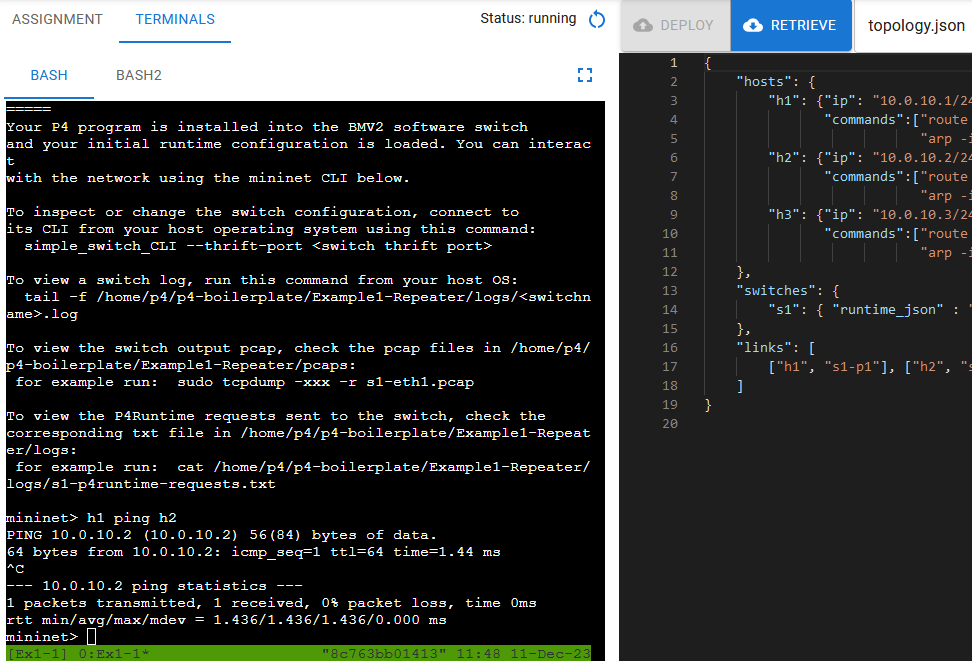 ASSIGNMENT TERMINALS Status: running
BASH BASH2
=====
Your P4 program is installed into the BMV2 software switch
and your initial runtime configuration is loaded. You can interac
t
with the network using the mininet CLI below.
To inspect or change the switch configuration, connect to
its CLI from your host operating system using this command:
simple_switch_CLI --thrift-port <switch thrift port>
To view a switch log, run this command from your host OS:
tail -f /home/p4/p4-boilerplate/Example1-Repeater/logs/<switchn
ame>.log
To view the switch output pcap, check the pcap files in /home/p4/
p4-boilerplate/Example1-Repeater/pcaps:
for example run:  sudo tcpdump -xxx -r s1-eth1.pcap
To view the P4Runtime requests sent to the switch, check the
corresponding txt file in /home/p4/p4-boilerplate/Example1-Repeat
er/logs:
for example run:  cat /home/p4/p4-boilerplate/Example1-Repeater/
logs/s1-p4runtime-requests.txt
mininet> h1 ping h2
PING 10.0.10.2 (10.0.10.2) 56(84) bytes of data.
64 bytes from 10.0.10.2: icmp_seq=1 ttl=64 time=1.44 ms
^C
--- 10.0.10.2 ping statistics ---
1 packets transmitted, 1 received, 0% packet loss, time 0ms
rtt min/avg/max/mdev = 1.436/1.436/1.436/0.000 ms
mininet>
[Ex1-1] 0:Ex1-1* "8c763bb01413" 11:48 11-Dec-23
DEPLOY RETRIEVE topology.json
1 {
2 "hosts": {
3 "h1": {"ip": "10.0.10.1/24
4 "commands":["route
5 "arp -i
6 "h2": {"ip": "10.0.10.2/24
7 "commands":["route
8 "arp -i
9 "h3": {"ip": "10.0.10.3/24
10 "commands":["route
11 "arp -i
12 },
13 "switches": {
14 "s1": { "runtime_json" : "
15 },
16 "links": [
17 ["h1", "s1-p1"], ["h2", "s
18 ]
19 }
20